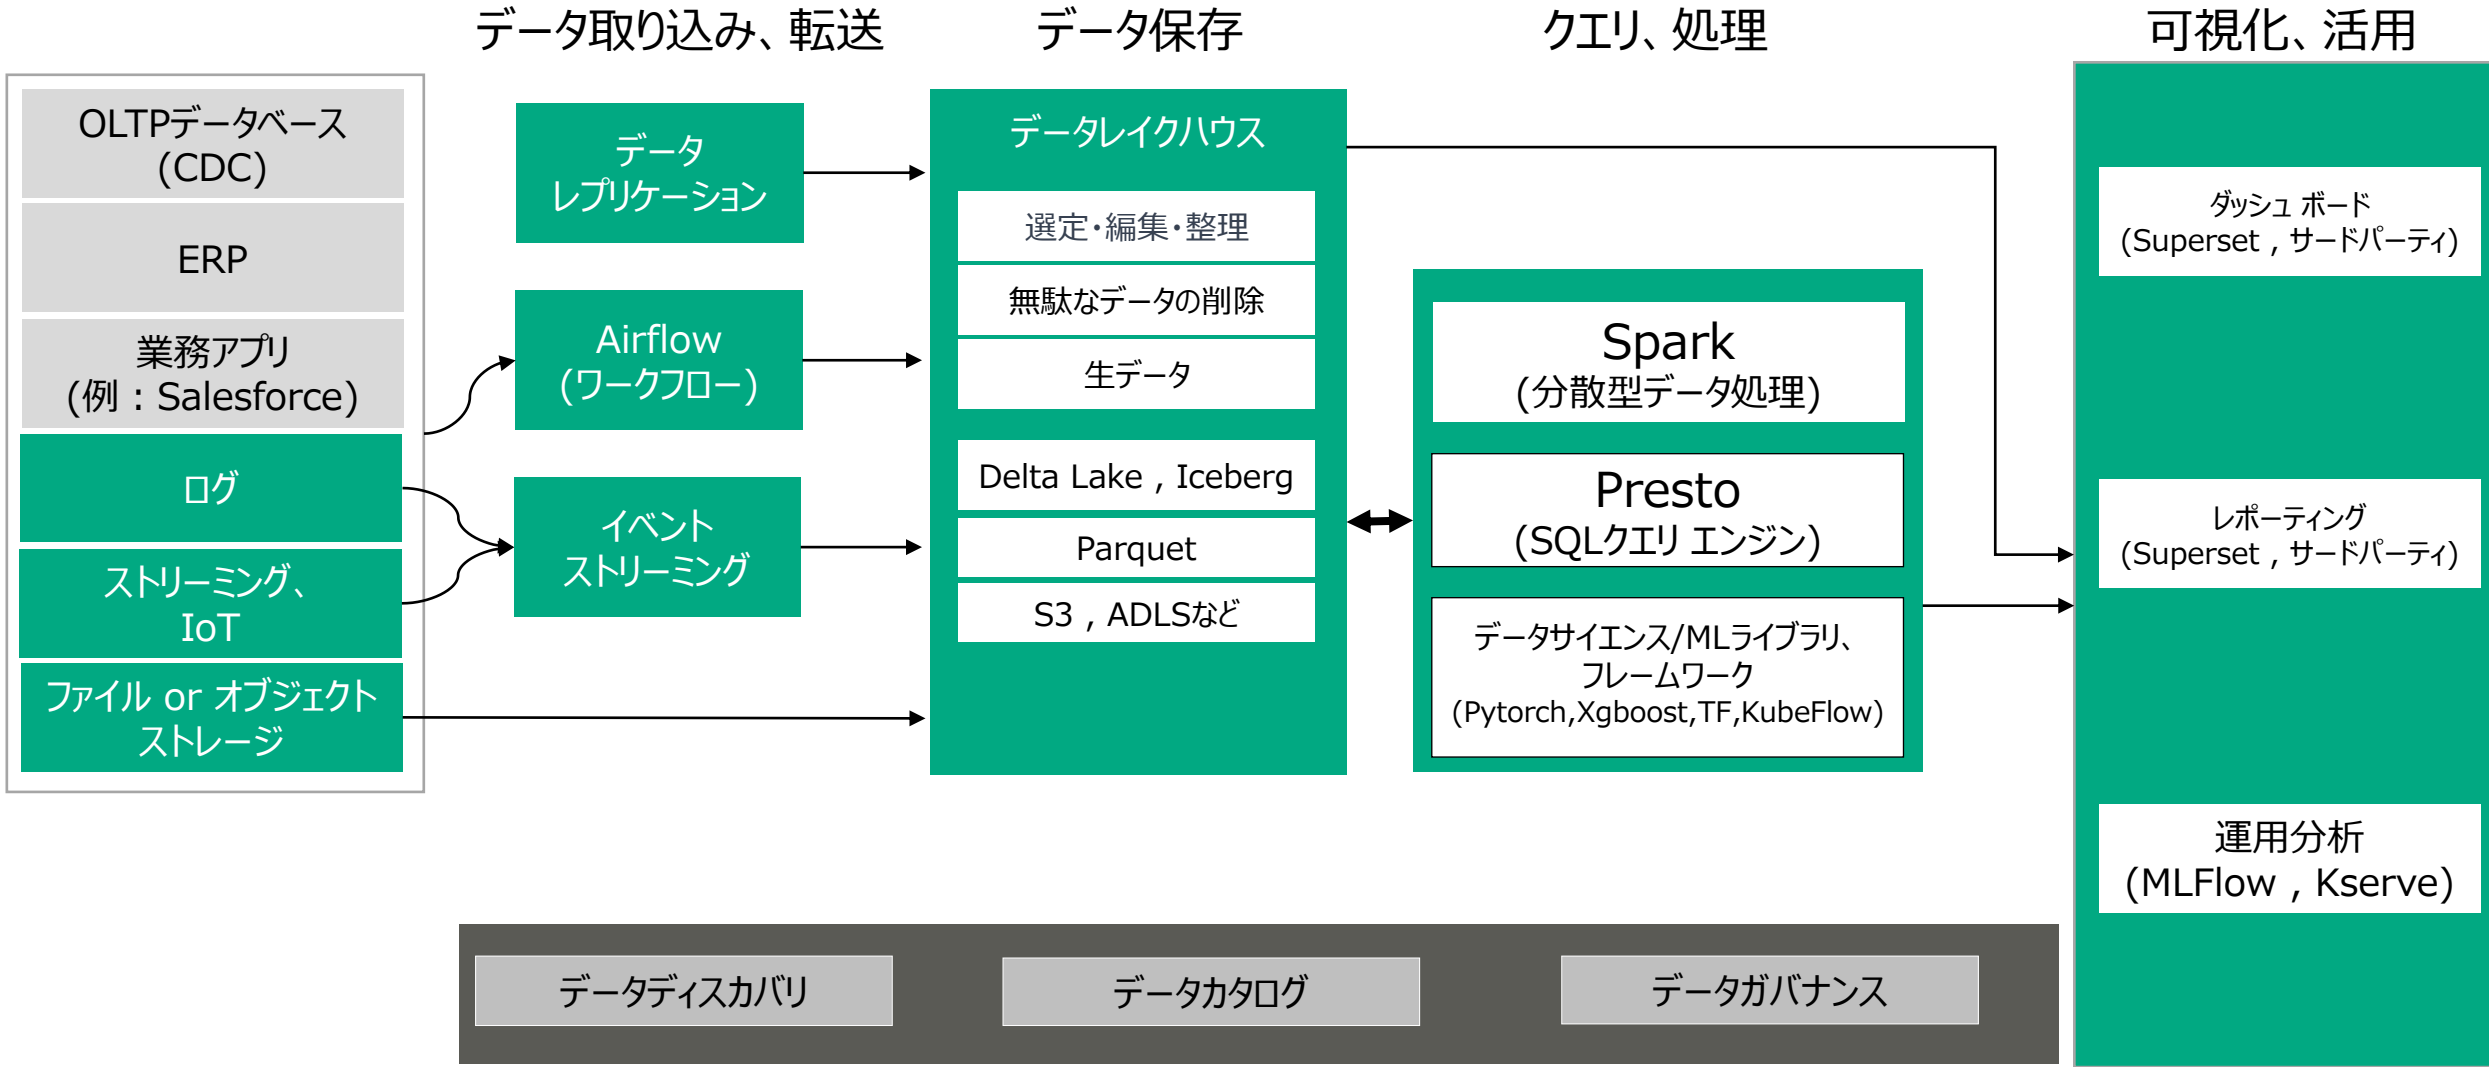 データ取り込み、転送
データ保存
クエリ、処理
可視化、活用
OLTPデータベース
(CDC)
ERP
業務アプリ
(例：Salesforce)
ログ
ストリーミング、
IoT
ファイル or オブジェクト
ストレージ
データ
レプリケーション
Airflow
(ワークフロー)
イベント
ストリーミング
データレイクハウス
選定・編集・整理
無駄なデータの削除
生データ
Delta Lake , Iceberg
Parquet
S3 , ADLSなど
Spark
(分散型データ処理)
Presto
(SQLクエリ エンジン)
データサイエンス/MLライブラリ、
フレームワーク
(Pytorch,Xgboost,TF,KubeFlow)
ダッシュ ボード
(Superset , サードパーティ)
レポーティング
(Superset , サードパーティ)
運用分析
(MLFlow , Kserve)
データディスカバリ
データカタログ
データガバナンス